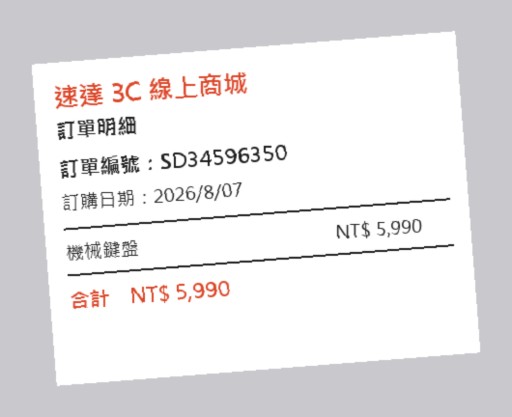 速達 3C 線上商城
訂單明細
訂單編號：SD34596350
訂購日期：2026/8/07
機械鍵盤 NT$ 5,990
合計 NT$ 5,990